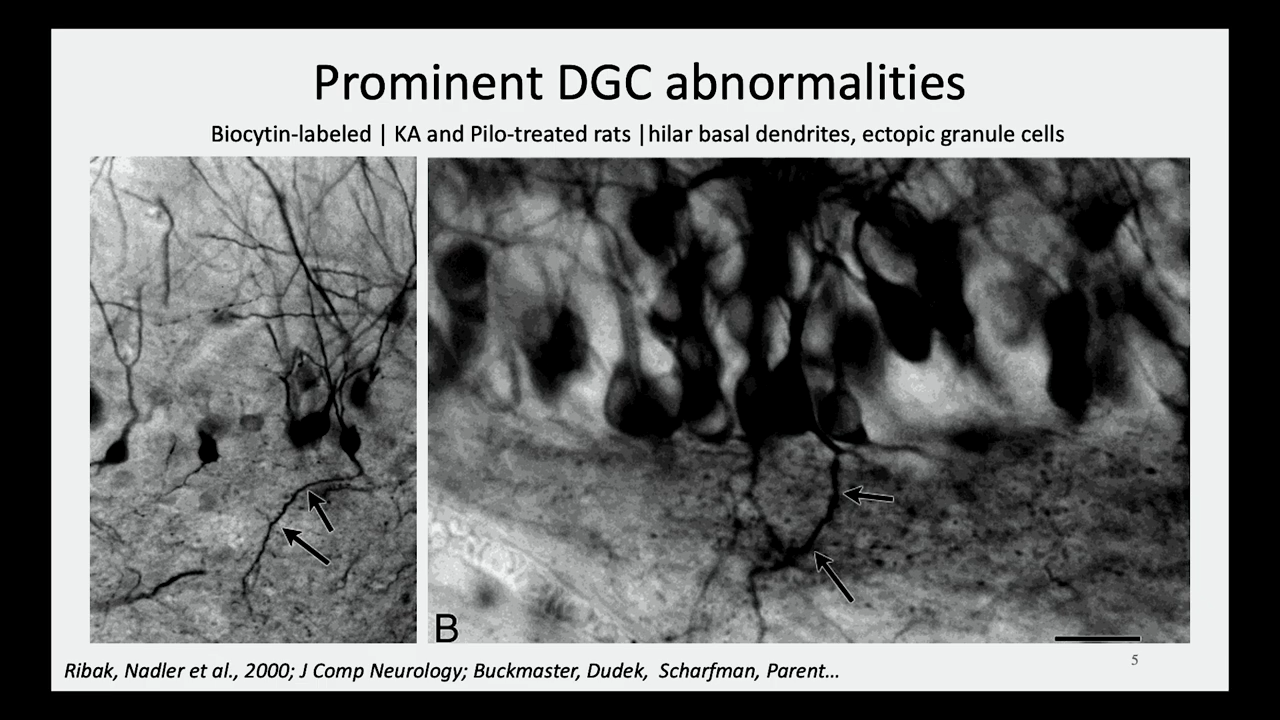 Prominent DGC abnormalities
Biocytin-labeled | KA and Pilo-treated rats |hilar basal dendrites, ectopic granule cells
B
5
Ribak, Nadler et al., 2000; J Comp Neurology; Buckmaster, Dudek,  Scharfman, Parent…